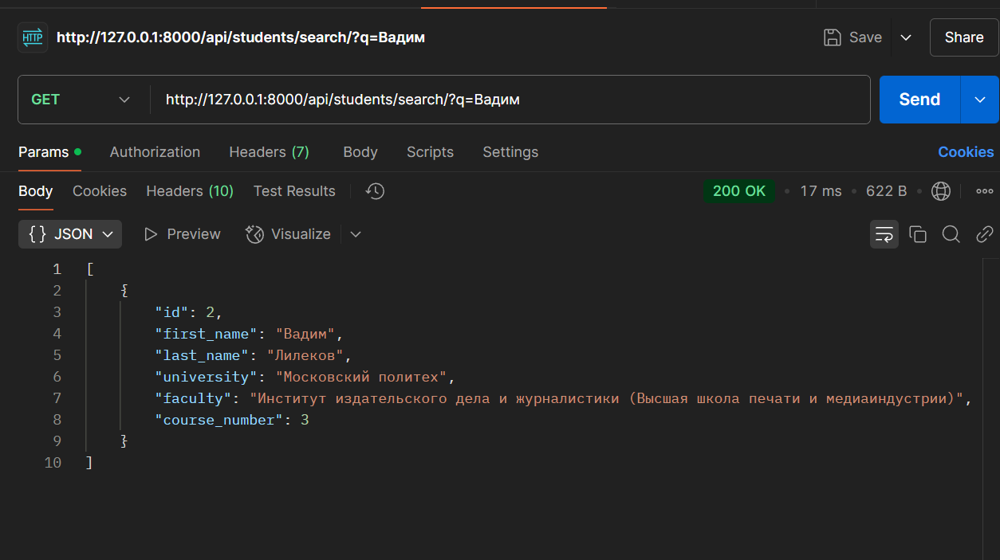 HTTP http://127.0.0.1:8000/api/students/search/?q=Вадим Save Share
GET http://127.0.0.1:8000/api/students/search/?q=Вадим Send
Params Authorization Headers (7) Body Scripts Settings Cookies
Body Cookies Headers (10) Test Results 200 OK • 17 ms • 622 B •
{} JSON Preview Visualize
1 [
2 {
3 "id": 2,
4 "first_name": "Вадим",
5 "last_name": "Лилеков",
6 "university": "Московский политех",
7 "faculty": "Институт издательского дела и журналистики (Высшая школа печати и медиаиндустрии)",
8 "course_number": 3
9 }
10 ]